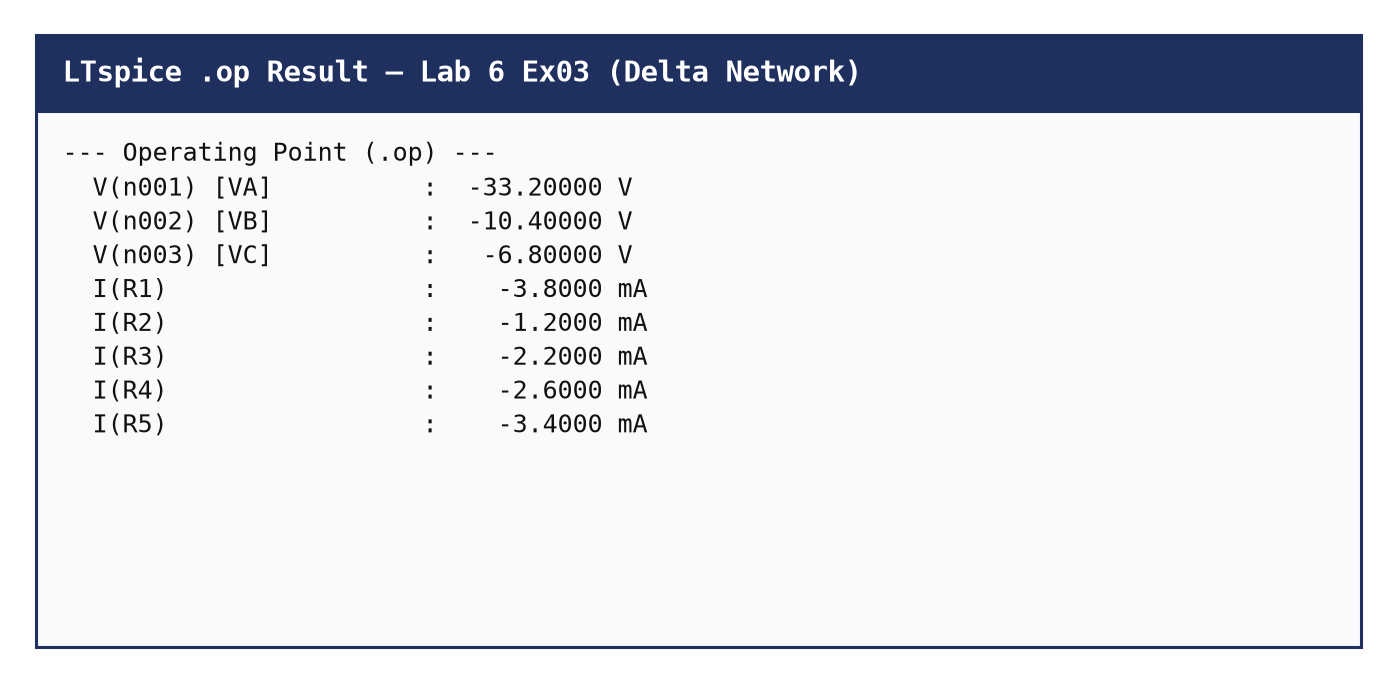 LTspice .op Result — Lab 6 Ex03 (Delta Network)
--- Operating Point (.op) ---
V(n001) [VA] : -33.20000 V
V(n002) [VB] : -10.40000 V
V(n003) [VC] : -6.80000 V
I(R1) : -3.8000 mA
I(R2) : -1.2000 mA
I(R3) : -2.2000 mA
I(R4) : -2.6000 mA
I(R5) : -3.4000 mA